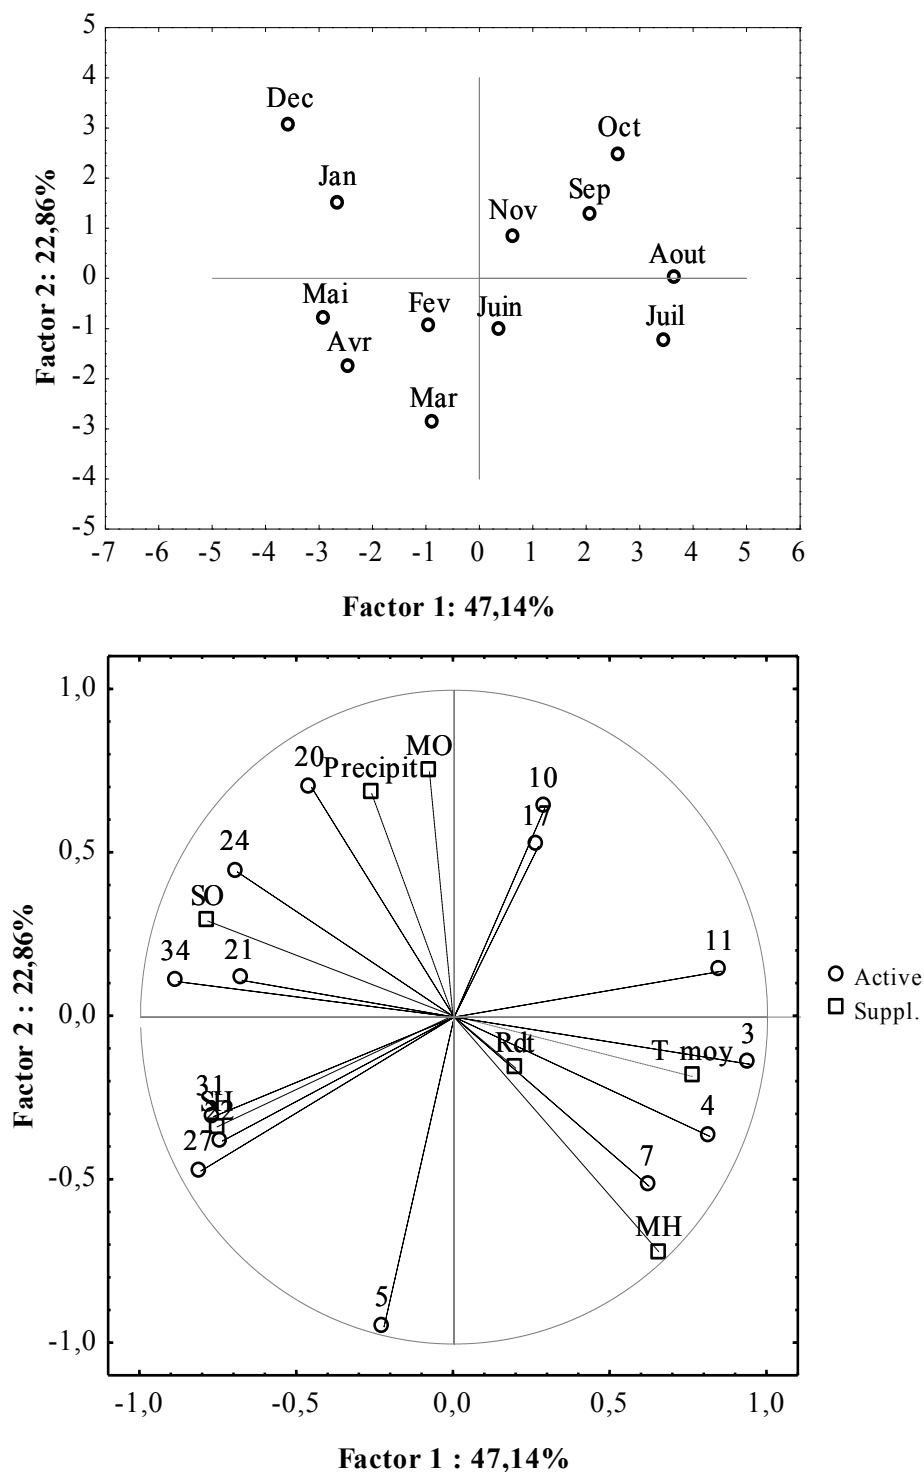 5
4
Dec
3
Oct
2
Jan
Sep
Nov
1
Aout
0
Mai
Fev
Juin
Juil
-1
Avr
-2
Mar
-3
-4
-5
-7 -6 -5 -4 -3 -2 -1 0 1 2 3 4 5 6
Factor 2: 22,86%
Factor 1: 47,14%
1,0
20
Precipit
MO
10
17
0,5
24
SO
34
21
11
Active
Suppl.
0,0
Rdt
T moy
3
31
SH
4
27
7
-0,5
MH
5
-1,0
-1,0 -0,5 0,0 0,5 1,0
Factor 2 : 22,86%
Factor 1 : 47,14%